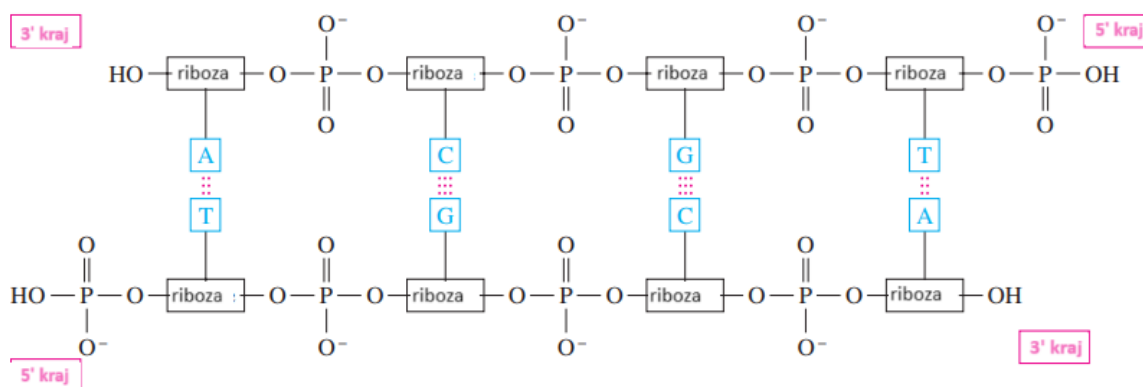 3' kraj
5' kraj
O⁻ O⁻ O⁻ O⁻
HO riboza O P O riboza O P O riboza O P O riboza O P OH
O O O O
A C G T
T G C A
O O O O
HO P O riboza O P O riboza O P O riboza O P O riboza OH
O⁻ O⁻ O⁻ O⁻
3' kraj
5' kraj